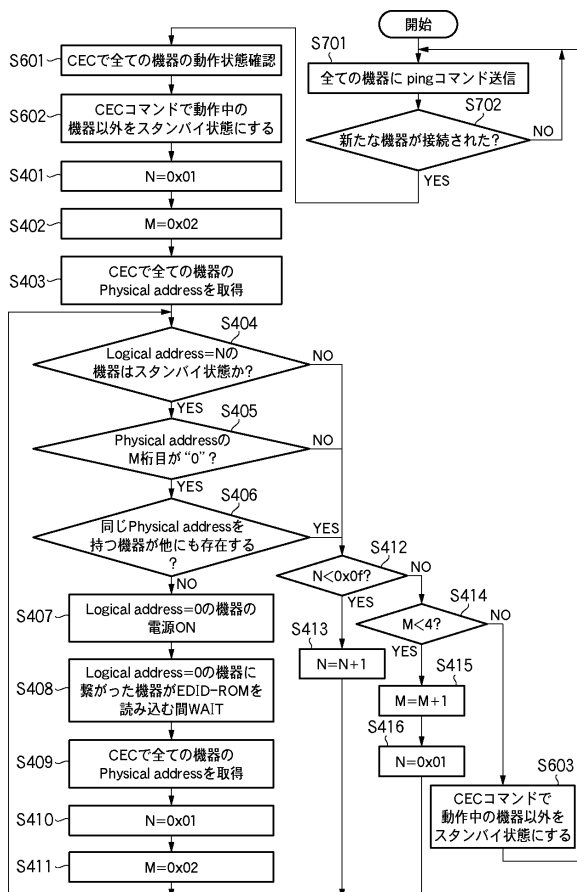 開始
S701
全ての機器に pingコマンド送信
S702
新たな機器が接続された?
NO
YES
S601
CECで全ての機器の動作状態確認
S602
CECコマンドで動作中の
機器以外をスタンバイ状態にする
S401
N=0x01
S402
M=0x02
S403
CECで全ての機器の
Physical addressを取得
S404
Logical address=Nの
機器はスタンバイ状態か?
NO
YES
S405
Physical addressの
M桁目が“0”?
NO
YES
S406
同じPhysical addressを
持つ機器が他にも存在する
?
YES
NO
S407
Logical address=0の機器の
電源ON
S408
Logical address=0の機器に
繋がった機器がEDID-ROMを
読み込む間WAIT
S409
CECで全ての機器の
Physical addressを取得
S410
N=0x01
S411
M=0x02
S412
N<0x0f?
NO
YES
S413
N=N+1
S414
M<4?
NO
YES
S415
M=M+1
S416
N=0x01
S603
CECコマンドで
動作中の機器以外を
スタンバイ状態にする